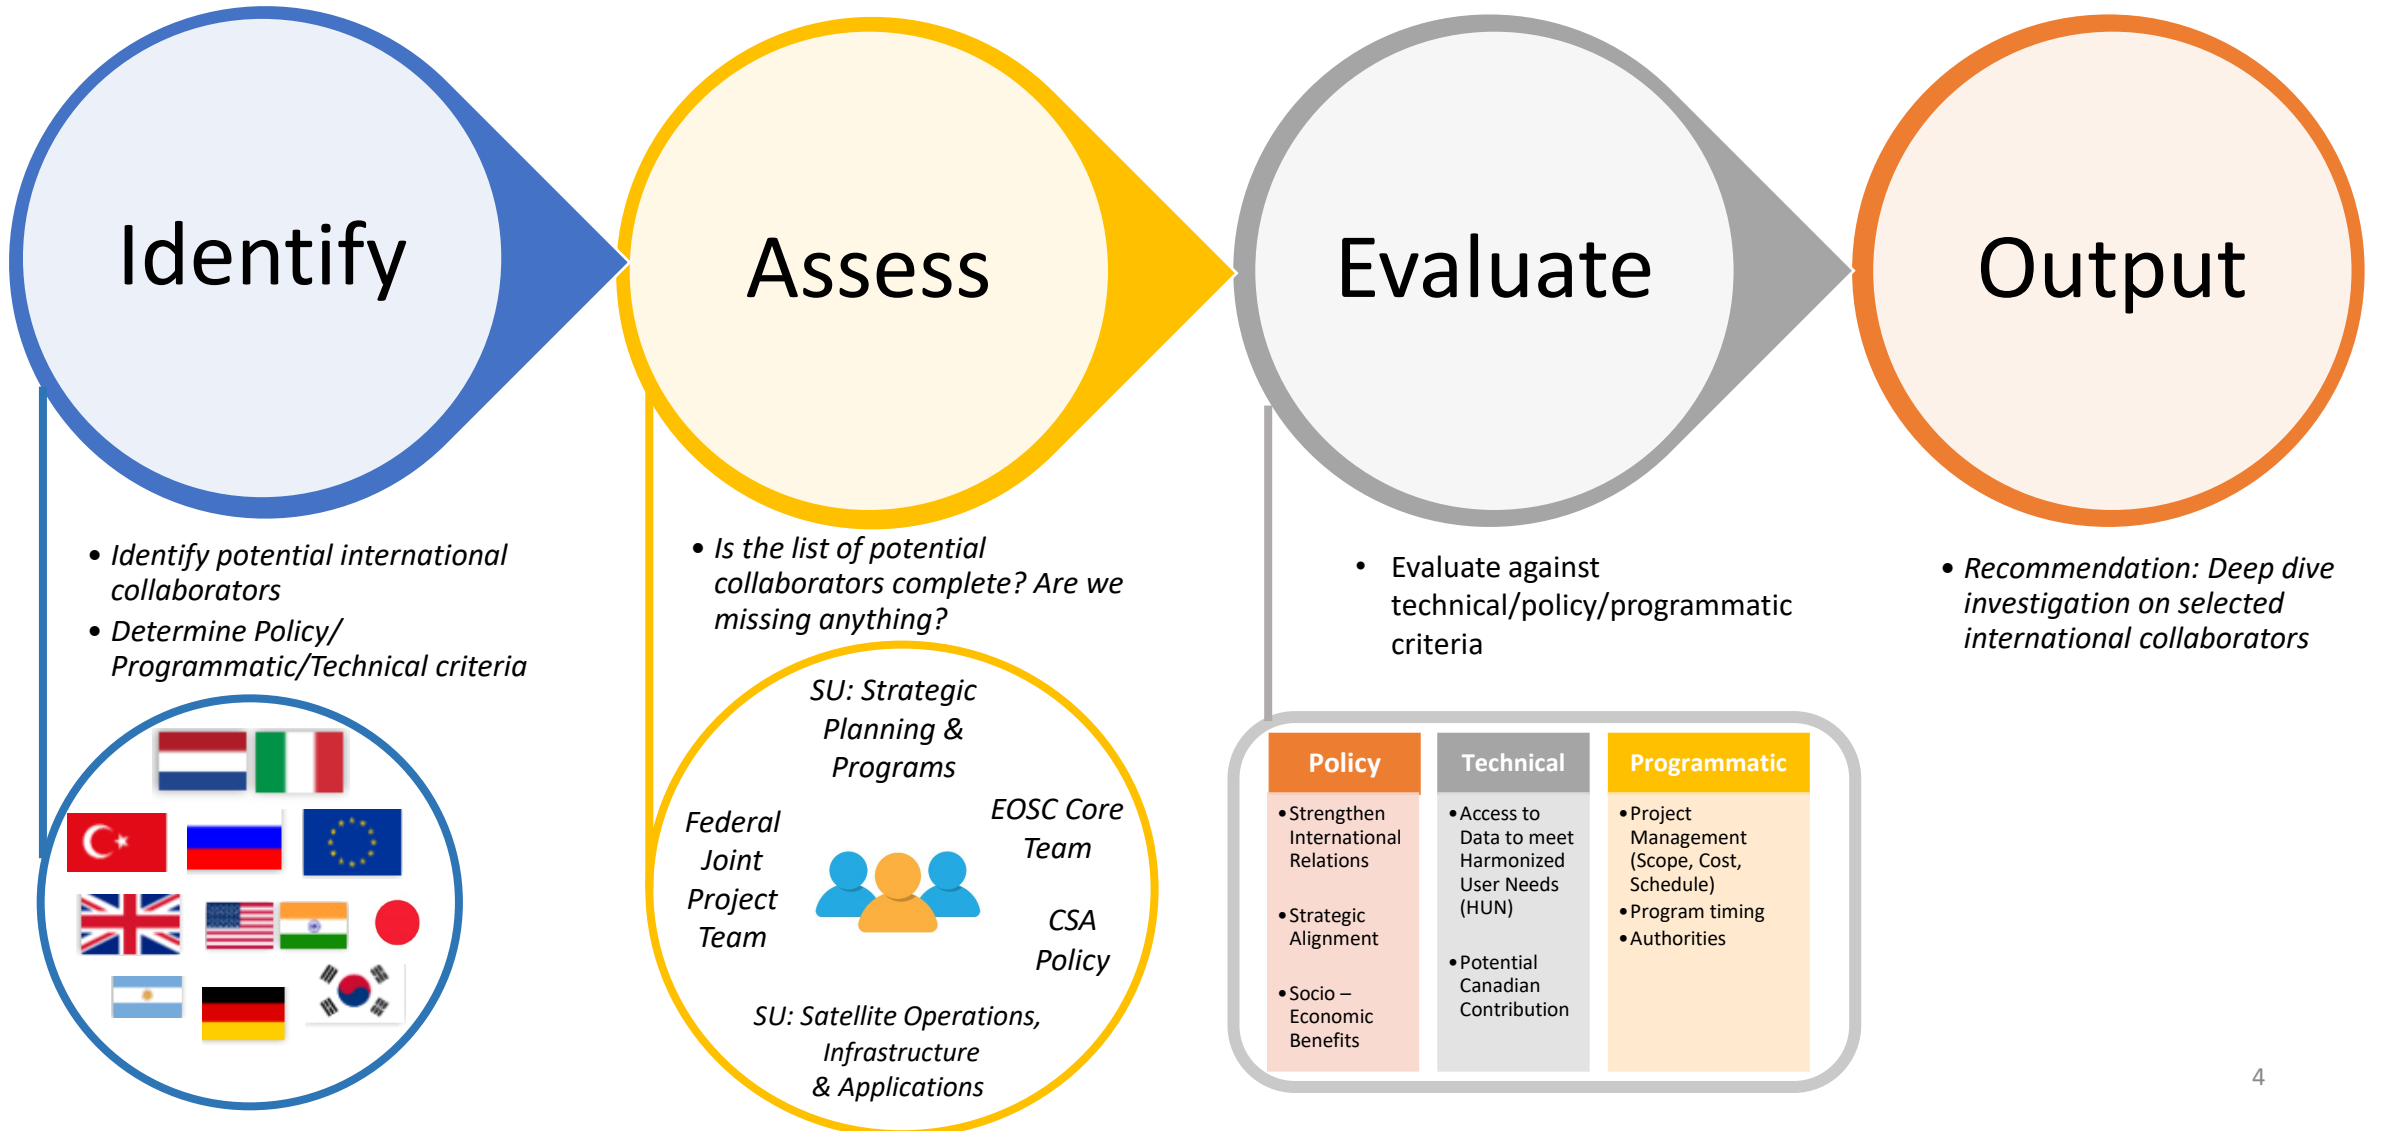 Identify
Assess
Evaluate
Output
• Identify potential international
collaborators
• Determine Policy/
Programmatic/Technical criteria
• Is the list of potential
collaborators complete? Are we
missing anything?
SU: Strategic
Planning &
Programs
Federal
Joint
Project
Team
EOSC Core
Team
CSA
Policy
SU: Satellite Operations,
Infrastructure
& Applications
• Evaluate against
technical/policy/programmatic
criteria
Policy
• Strengthen
International
Relations
• Strategic
Alignment
• Socio –
Economic
Benefits
Technical
• Access to
Data to meet
Harmonized
User Needs
(HUN)
• Potential
Canadian
Contribution
Programmatic
• Project
Management
(Scope, Cost,
Schedule)
• Program timing
• Authorities
• Recommendation: Deep dive
investigation on selected
international collaborators
4